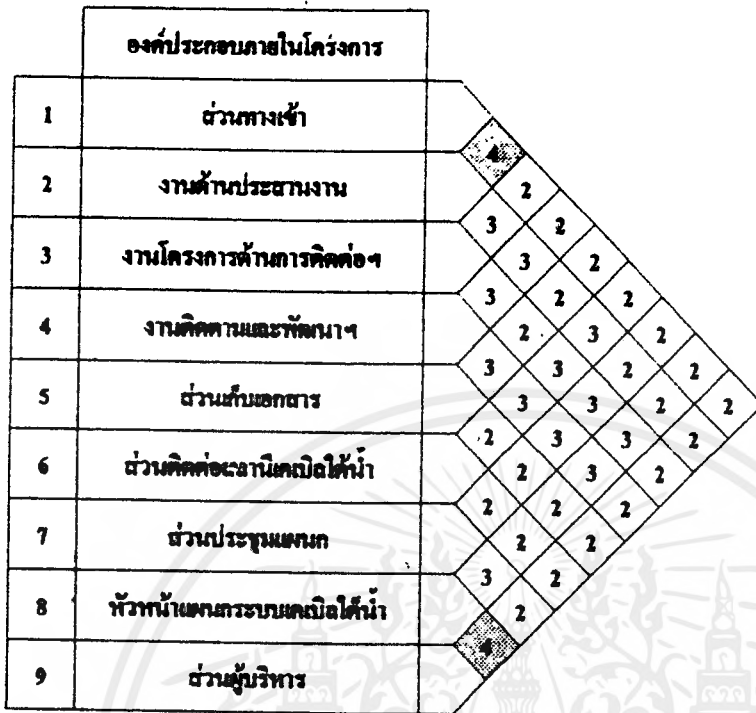 องค์ประกอบภายในโครงการ
1 ส่วนทางเข้า
2 งานด้านประสานงาน
3 งานโครงการด้านการติดต่อฯ
4 งานติดตามและพัฒนาฯ
5 ส่วนเก็บเอกสาร
6 ส่วนติดต่อสถานีเคเบิลใต้น้ำ
7 ส่วนประชุมแผนก
8 หัวหน้าแผนกระบบเคเบิลใต้น้ำ
9 ส่วนผู้บริหาร
4
2
3 2
3 2
3 2 2
2 3 2
3 3 2 2
3 3 2 2
2 3 3 2
2 3 2
2 2 2
2 2
3 2
2
4